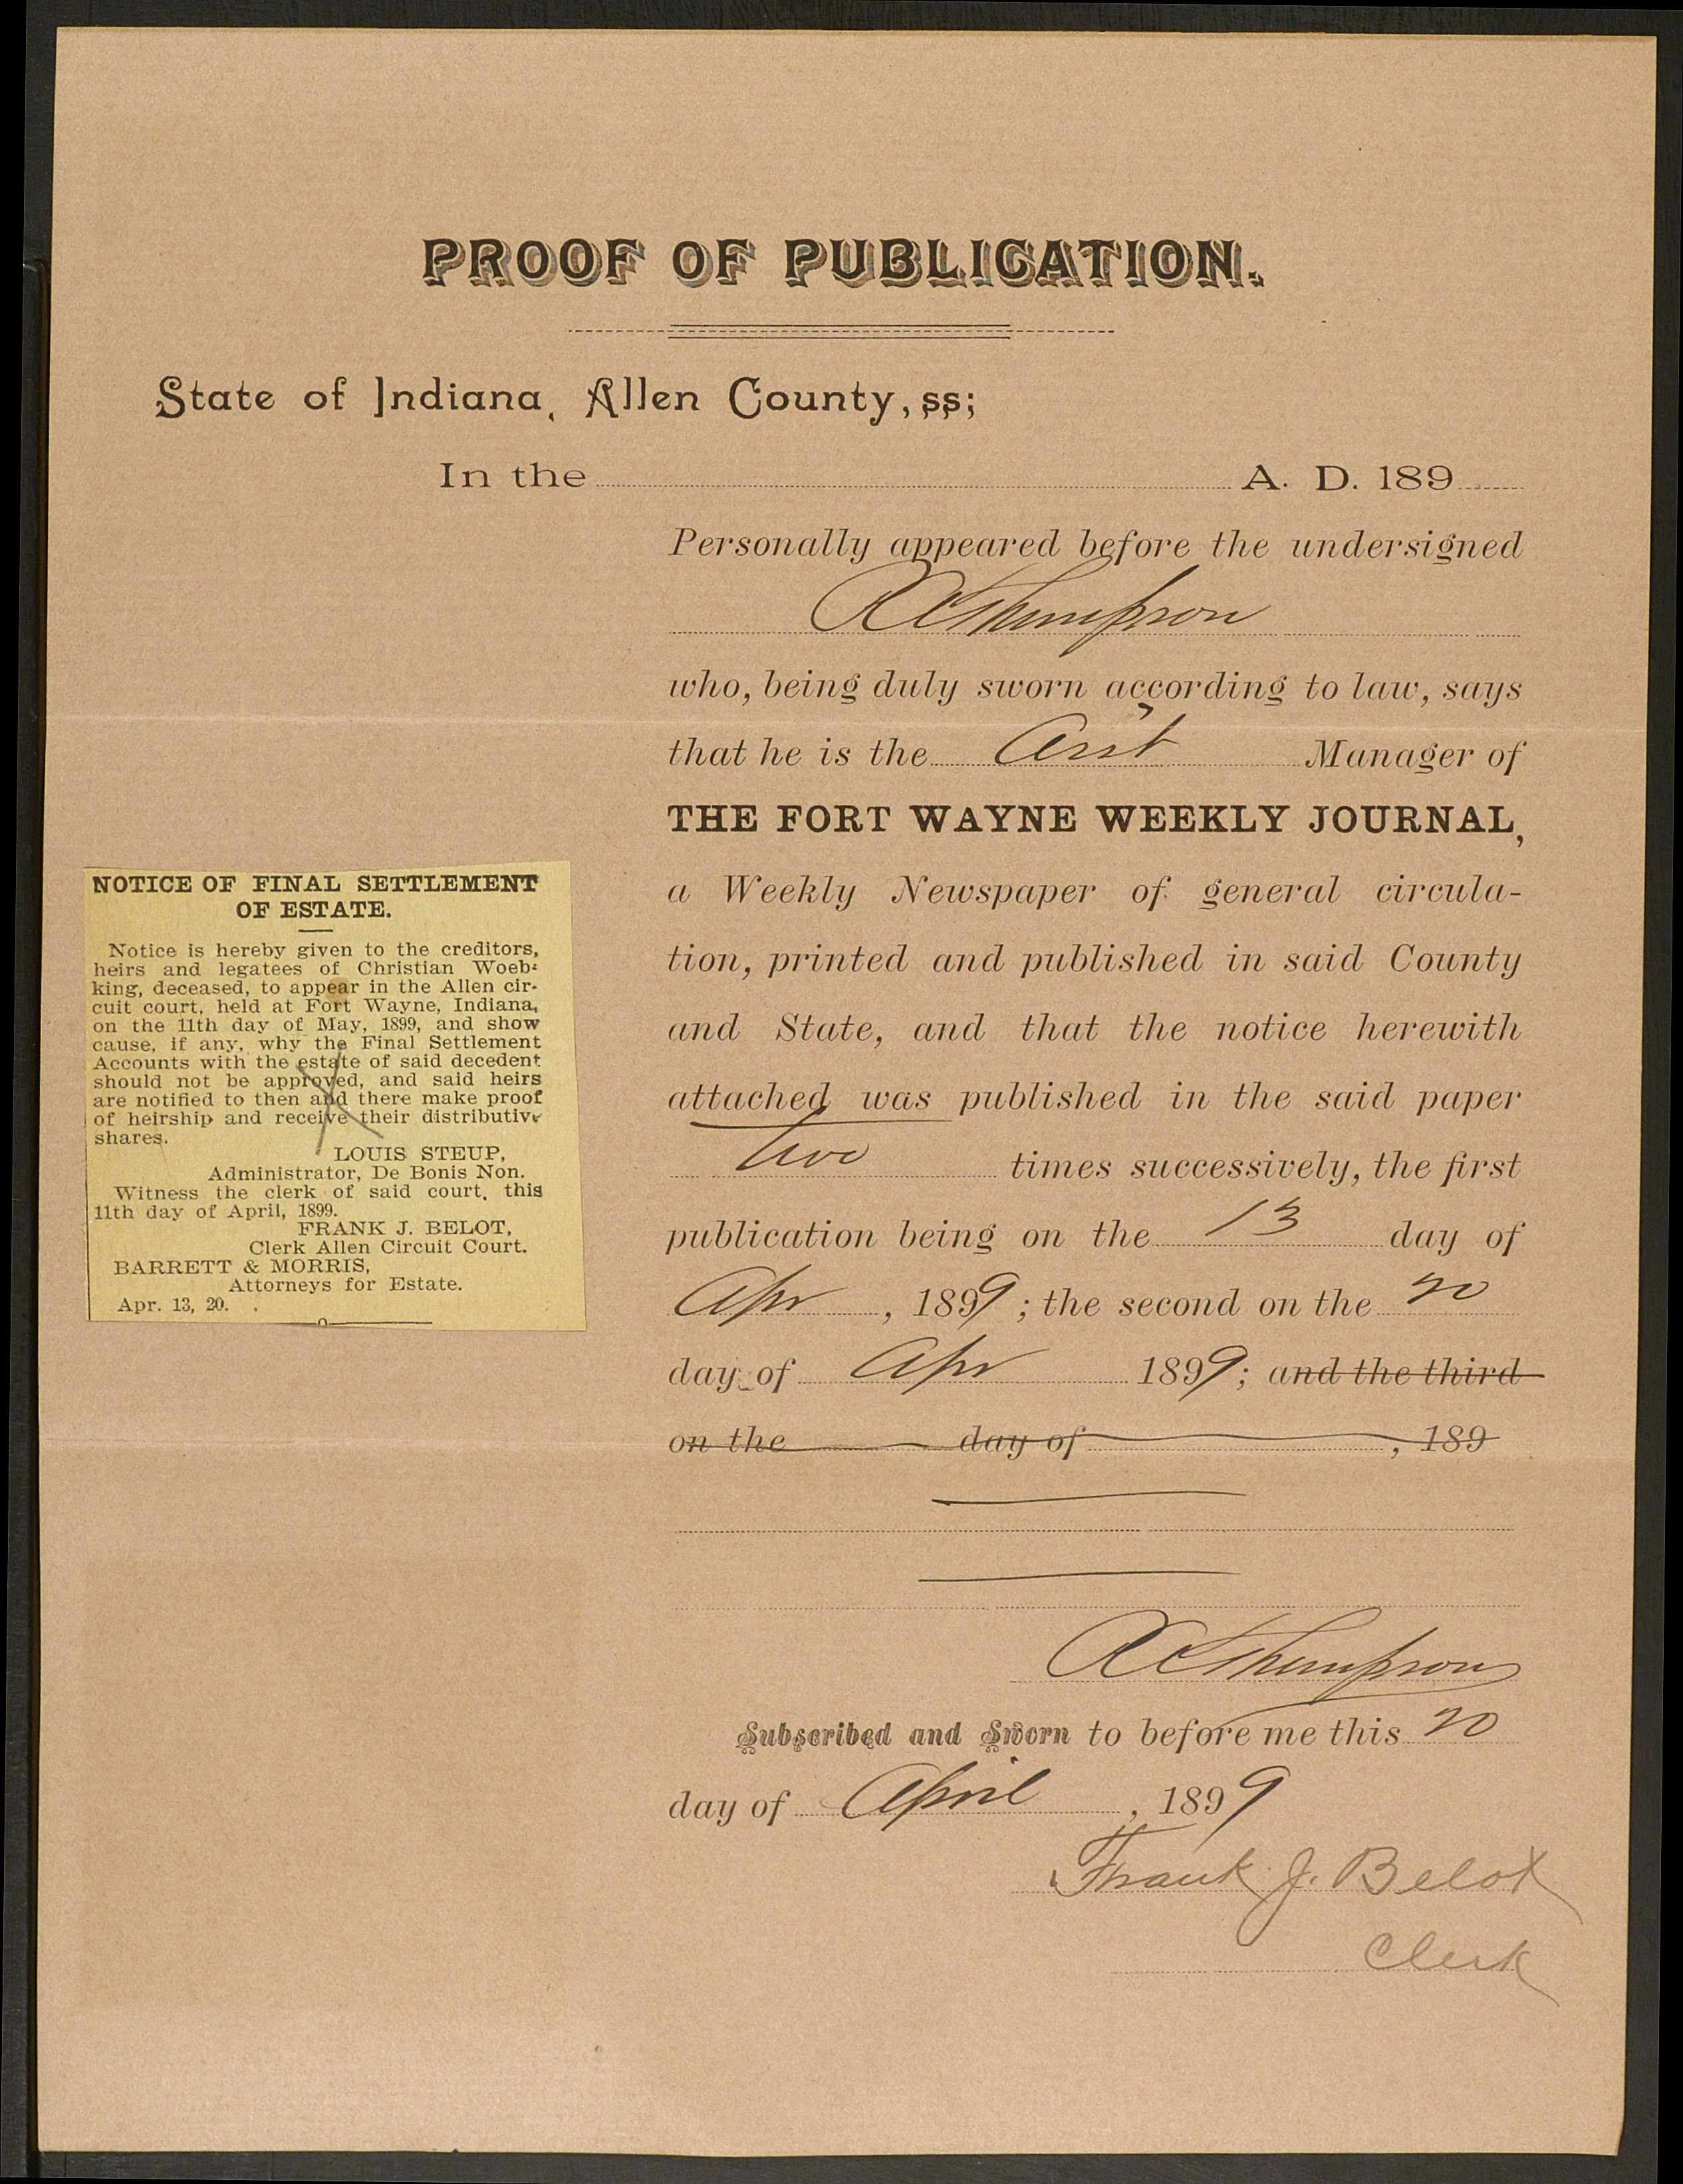 PROOF OF PUBLICATION.
State of Indiana, Allen County, ss;
In the A. D. 189
Personally appeared before the undersigned
R C Thompson
who, being duly sworn according to law, says
that he is the Asst Manager of
THE FORT WAYNE WEEKLY JOURNAL,
a Weekly Newspaper of general circula-
tion, printed and published in said County
and State, and that the notice herewith
attached was published in the said paper
two times successively, the first
publication being on the 13 day of
Apr, 1899; the second on the 20
day of Apr 1899; and the third
on the day of , 189
R C Thompson
Subscribed and Sworn to before me this 20
day of April, 1899
Frank J. Belot
Clerk
NOTICE OF FINAL SETTLEMENT
OF ESTATE.
Notice is hereby given to the creditors,
heirs and legatees of Christian Woeb-
king, deceased, to appear in the Allen cir-
cuit court, held at Fort Wayne, Indiana,
on the 11th day of May, 1899, and show
cause, if any, why the Final Settlement
Accounts with the estate of said decedent
should not be approved, and said heirs
are notified to then and there make proof
of heirship and receive their distributive
shares.
LOUIS STEUP,
Administrator, De Bonis Non.
Witness the clerk of said court, this
11th day of April, 1899.
FRANK J. BELOT,
Clerk Allen Circuit Court.
BARRETT & MORRIS,
Attorneys for Estate.
Apr. 13, 20.